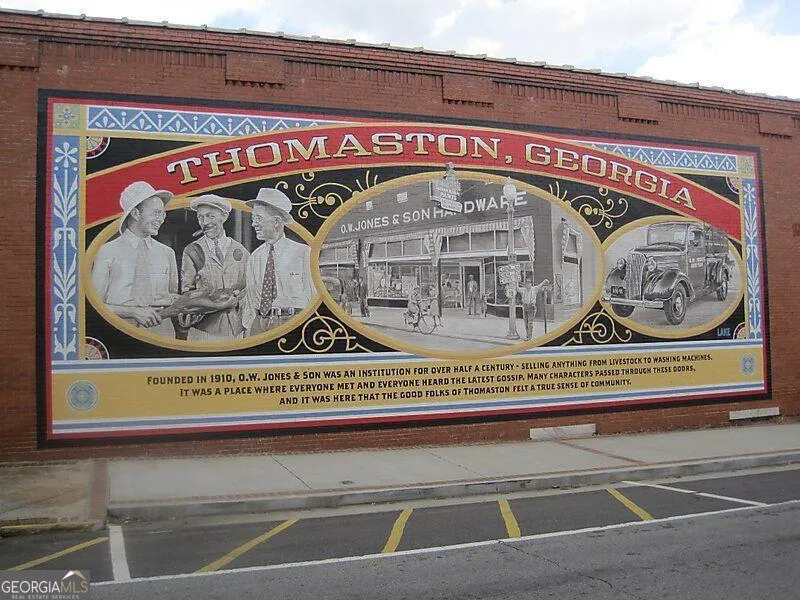 THOMASTON, GEORGIA
O.W. JONES & SON HARDWARE
LAKE
FOUNDED IN 1910, O.W. JONES & SON WAS AN INSTITUTION FOR OVER HALF A CENTURY - SELLING ANYTHING FROM LIVESTOCK TO WASHING MACHINES.
IT WAS A PLACE WHERE EVERYONE MET AND EVERYONE HEARD THE LATEST GOSSIP. MANY CHARACTERS PASSED THROUGH THESE DOORS,
AND IT WAS HERE THAT THE GOOD FOLKS OF THOMASTON FELT A TRUE SENSE OF COMMUNITY.
GEORGIAMLS
REAL ESTATE SERVICES